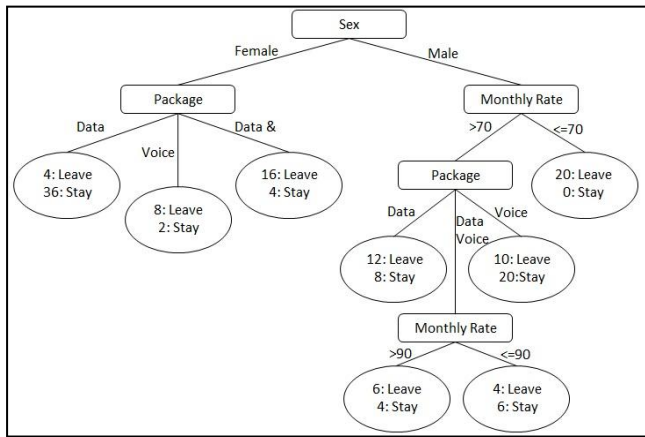 Sex
Female
Male
Package
Monthly Rate
Data
Voice
Data &
>70
<=70
4: Leave
36: Stay
8: Leave
2: Stay
16: Leave
4: Stay
Package
20: Leave
0: Stay
Data
Data
Voice
Voice
12: Leave
8: Stay
10: Leave
20:Stay
Monthly Rate
>90
<=90
6: Leave
4: Stay
4: Leave
6: Stay